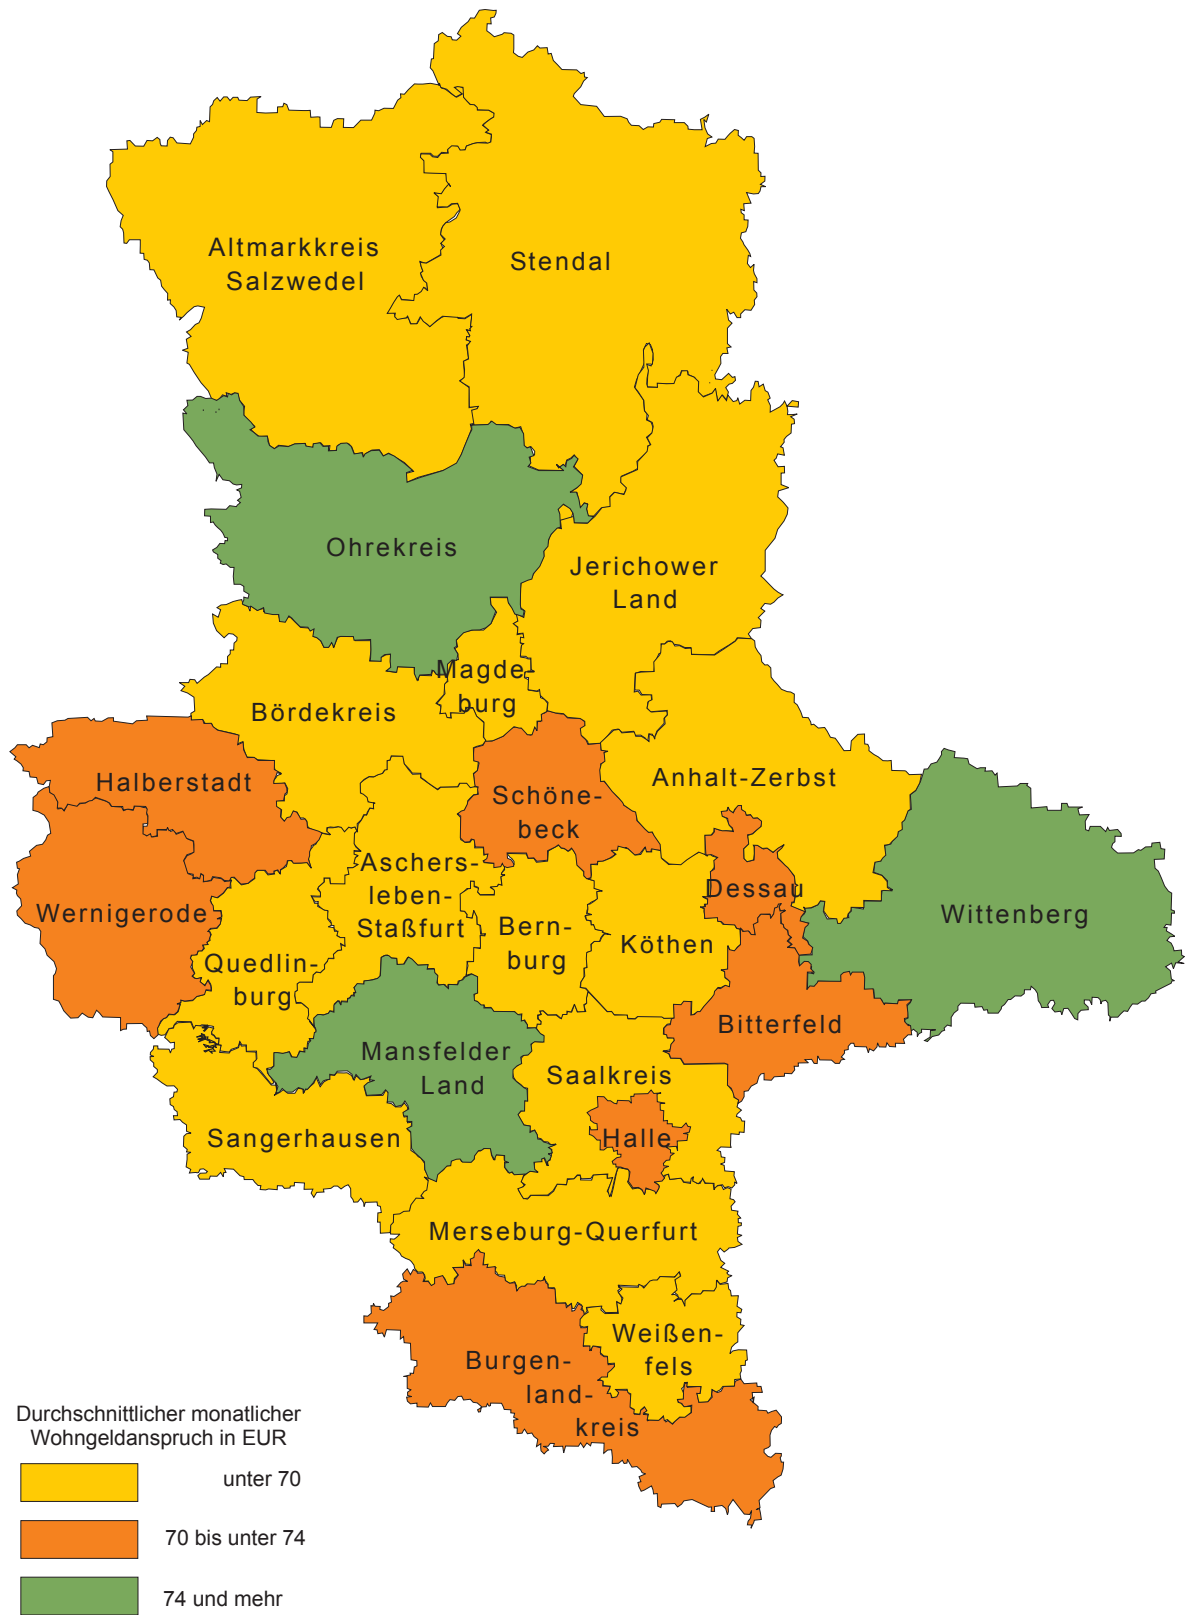 Altmarkkreis
Salzwedel
Stendal
Ohrekreis
Jerichower
Land
Magde-
burg
Bördekreis
Halberstadt
Schöne-
beck
Anhalt-Zerbst
Aschers-
leben-
Staßfurt
Dessau
Wernigerode
Wittenberg
Bern-
burg
Köthen
Quedlin-
burg
Bitterfeld
Mansfelder
Land
Saalkreis
Sangerhausen
Halle
Merseburg-Querfurt
Weißen-
fels
Burgen-
land-
kreis
Durchschnittlicher monatlicher
Wohngeldanspruch in EUR
unter 70
70 bis unter 74
74 und mehr